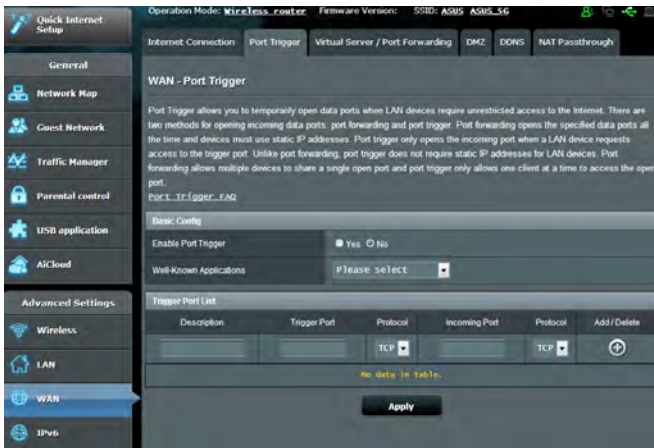 Operation Mode: Wireless router Firmware Version: SSID: ASUS ASUS_5G
Quick Internet Setup
Internet Connection Port Trigger Virtual Server / Port Forwarding DMZ DDNS NAT Passthrough
General
Network Map
Guest Network
Traffic Manager
Parental control
USB application
AiCloud
Advanced Settings
Wireless
LAN
WAN
IPv6
WAN - Port Trigger
Port Trigger allows you to temporarily open data ports when LAN devices require unrestricted access to the Internet. There are
two methods for opening incoming data ports: port forwarding and port trigger. Port forwarding opens the specified data ports all
the time and devices must use static IP addresses. Port trigger only opens the incoming port when a LAN device requests
access to the trigger port. Unlike port forwarding, port trigger does not require static IP addresses for LAN devices. Port
forwarding allows multiple devices to share a single open port and port trigger only allows one client at a time to access the open
port.
Port Trigger FAQ
Basic Config
Enable Port Trigger Yes No
Well-Known Applications Please select
Trigger Port List
Description Trigger Port Protocol Incoming Port Protocol Add / Delete
TCP TCP
No data in table.
Apply